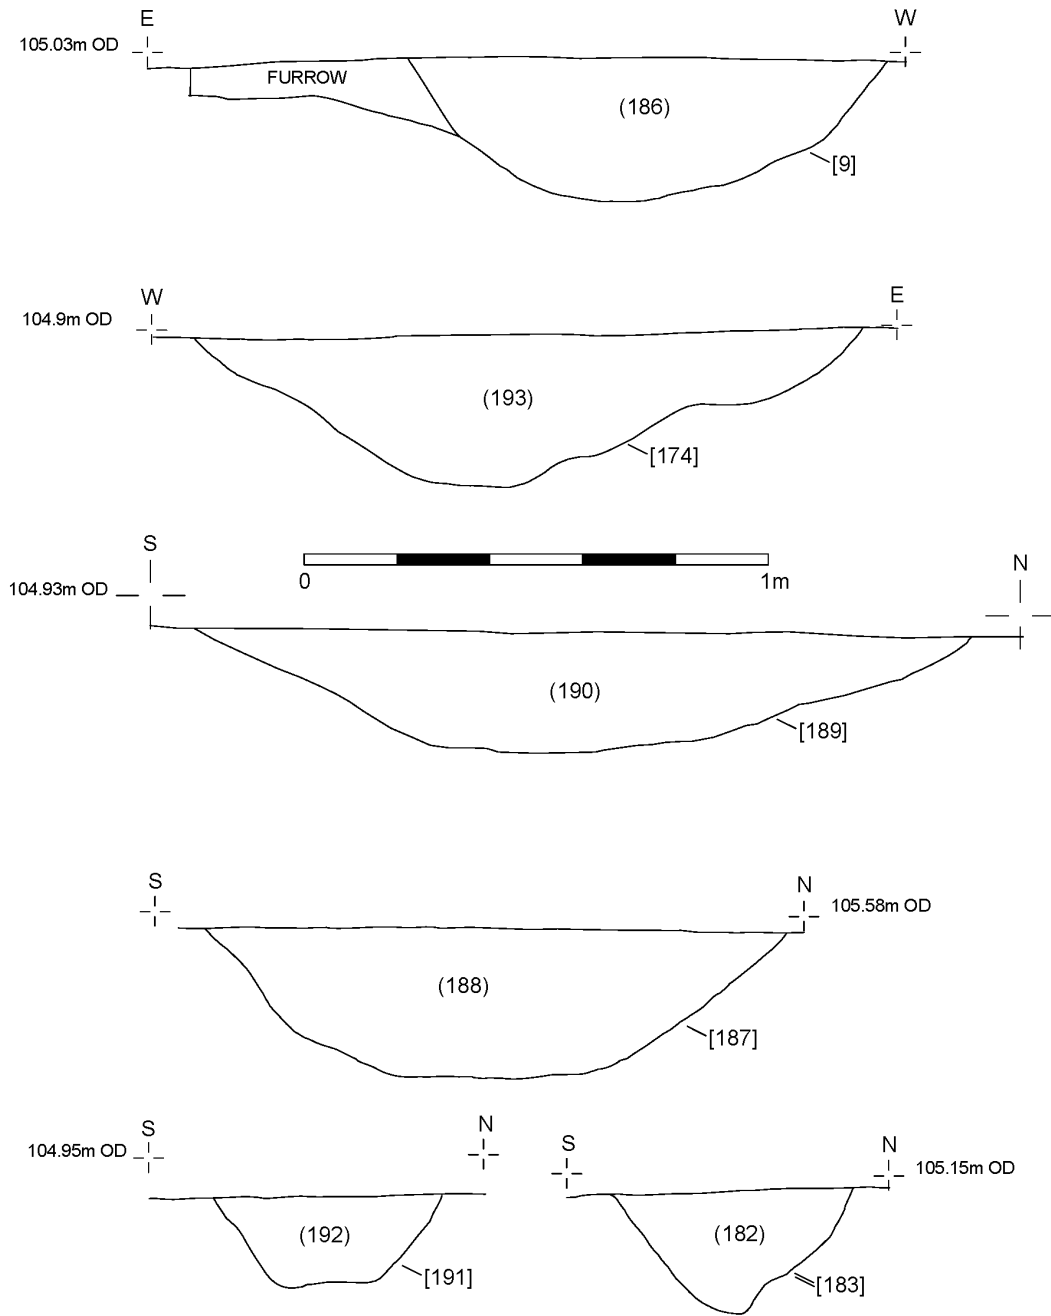 E W
105.03m OD
FURROW
(186)
[9]
W E
104.9m OD
(193)
[174]
S N
104.93m OD
0 1m
(190)
[189]
S N
105.58m OD
(188)
[187]
S N
104.95m OD
(192)
[191]
S N
105.15m OD
(182)
[183]